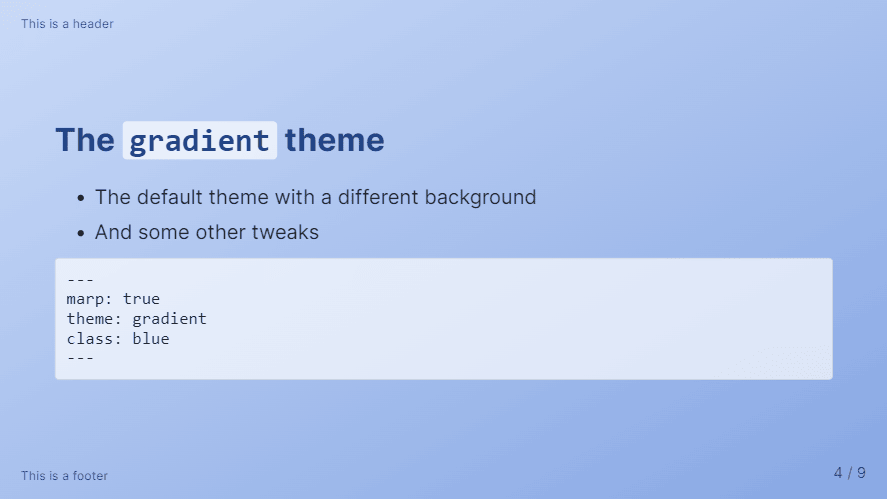 This is a header
The gradient theme
• The default theme with a different background
• And some other tweaks
---
marp: true
theme: gradient
class: blue
---
This is a footer
4 / 9